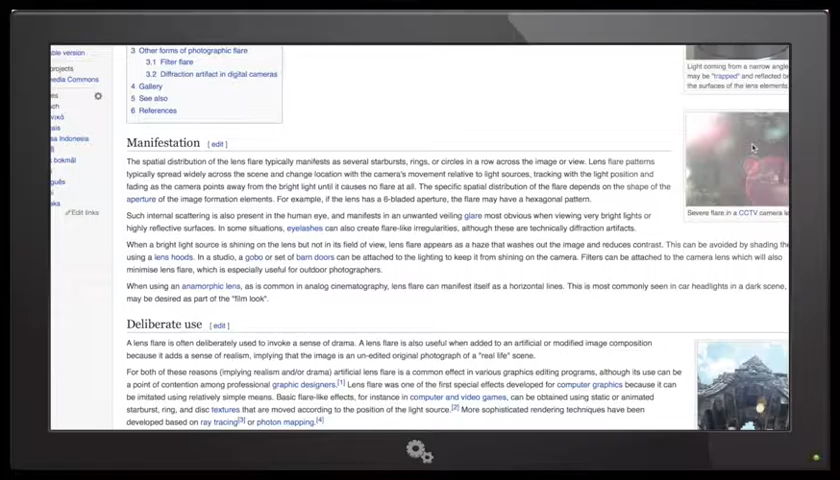 ble version
3 Other forms of photographic flare
3.1 Filter flare
3.2 Diffraction artifact in digital cameras
4 Gallery
5 See also
6 References
projects
media Commons
sa Indonesia
bokmål
Edit links
Light coming from a narrow angle
may be "trapped" and reflected be
the surfaces of the lens elements.
Manifestation [ edit ]
The spatial distribution of the lens flare typically manifests as several starbursts, rings, or circles in a row across the image or view. Lens flare patterns
typically spread widely across the scene and change location with the camera's movement relative to light sources, tracking with the light position and
fading as the camera points away from the bright light until it causes no flare at all. The specific spatial distribution of the flare depends on the shape of the
aperture of the image formation elements. For example, if the lens has a 6-bladed aperture, the flare may have a hexagonal pattern.
Such internal scattering is also present in the human eye, and manifests in an unwanted veiling glare most obvious when viewing very bright lights or
highly reflective surfaces. In some situations, eyelashes can also create flare-like irregularities, although these are technically diffraction artifacts.
Severe flare in a CCTV camera le
When a bright light source is shining on the lens but not in its field of view, lens flare appears as a haze that washes out the image and reduces contrast. This can be avoided by shading the
using a lens hoods. In a studio, a gobo or set of barn doors can be attached to the lighting to keep it from shining on the camera. Filters can be attached to the camera lens which will also
minimise lens flare, which is especially useful for outdoor photographers.
When using an anamorphic lens, as is common in analog cinematography, lens flare can manifest itself as a horizontal lines. This is most commonly seen in car headlights in a dark scene,
may be desired as part of the "film look".
Deliberate use [ edit ]
A lens flare is often deliberately used to invoke a sense of drama. A lens flare is also useful when added to an artificial or modified image composition
because it adds a sense of realism, implying that the image is an un-edited original photograph of a "real life" scene.
For both of these reasons (implying realism and/or drama) artificial lens flare is a common effect in various graphics editing programs, although its use can be
a point of contention among professional graphic designers.[1] Lens flare was one of the first special effects developed for computer graphics because it can
be imitated using relatively simple means. Basic flare-like effects, for instance in computer and video games, can be obtained using static or animated
starburst, ring, and disc textures that are moved according to the position of the light source.[2] More sophisticated rendering techniques have been
developed based on ray tracing[3] or photon mapping.[4]